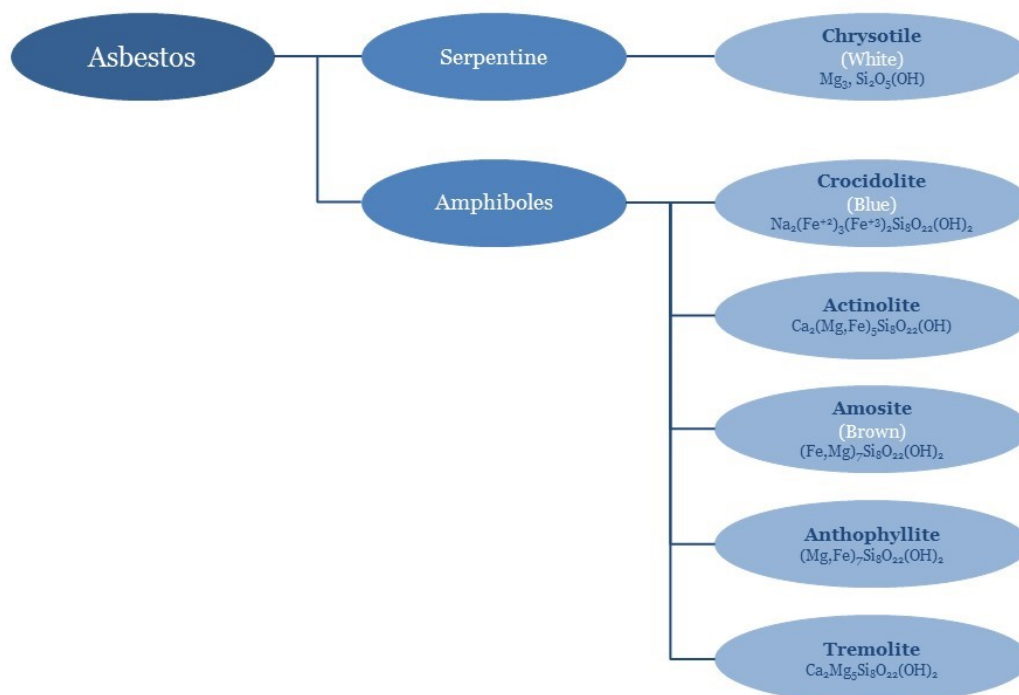 Asbestos
Serpentine
Chrysotile
(White)
Mg₃, Si₂O₅(OH)
Amphiboles
Crocidolite
(Blue)
Na₂(Fe⁺²)₃(Fe⁺³)₂Si₈O₂₂(OH)₂
Actinolite
Ca₂(Mg,Fe)₅Si₈O₂₂(OH)
Amosite
(Brown)
(Fe,Mg)₇Si₈O₂₂(OH)₂
Anthophyllite
(Mg,Fe)₇Si₈O₂₂(OH)₂
Tremolite
Ca₂Mg₅Si₈O₂₂(OH)₂